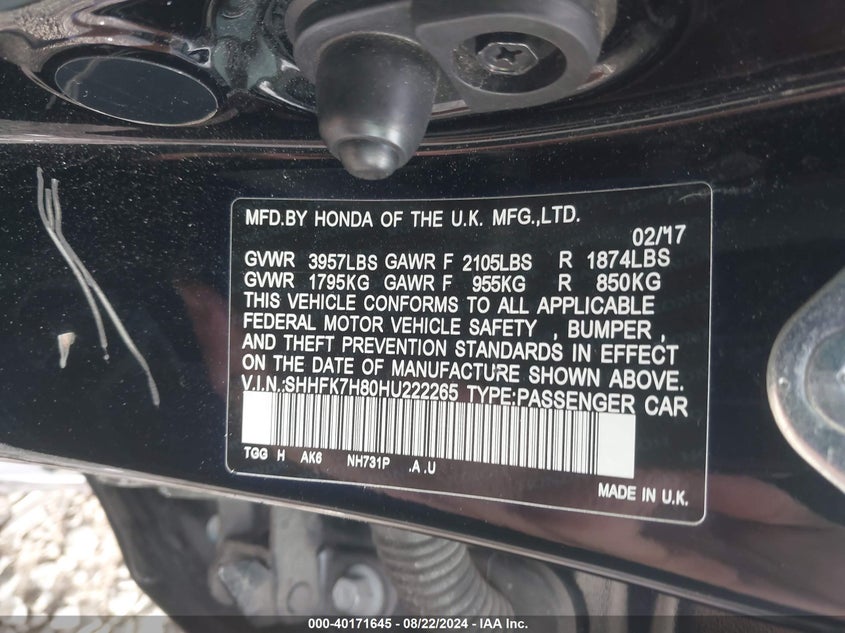 MFD.BY HONDA OF THE U.K. MFG.,LTD.
02/17
GVWR 3957LBS GAWR F 2105LBS R 1874LBS
GVWR 1795KG GAWR F 955KG R 850KG
THIS VEHICLE CONFORMS TO ALL APPLICABLE
FEDERAL MOTOR VEHICLE SAFETY , BUMPER ,
AND THEFT PREVENTION STANDARDS IN EFFECT
ON THE DATE OF MANUFACTURE SHOWN ABOVE.
V.I.N.:SHHFK7H80HU222265 TYPE:PASSENGER CAR
TGG H AK6 NH731P .A .U
MADE IN U.K.
000-40171645 - 08/22/2024 - IAA Inc.